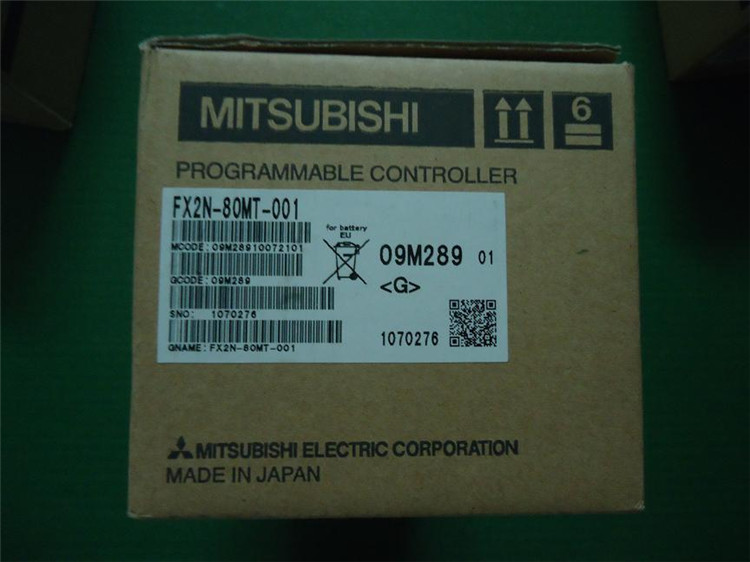 MITSUBISHI
6
PROGRAMMABLE CONTROLLER
FX2N-80MT-001
for battery
EU
MCODE:09M28910072101
09M289 01
GCODE:09M289
<G>
SNO: 1070276
1070276
GNAME:FX2N-80MT-001
MITSUBISHI ELECTRIC CORPORATION
MADE IN JAPAN